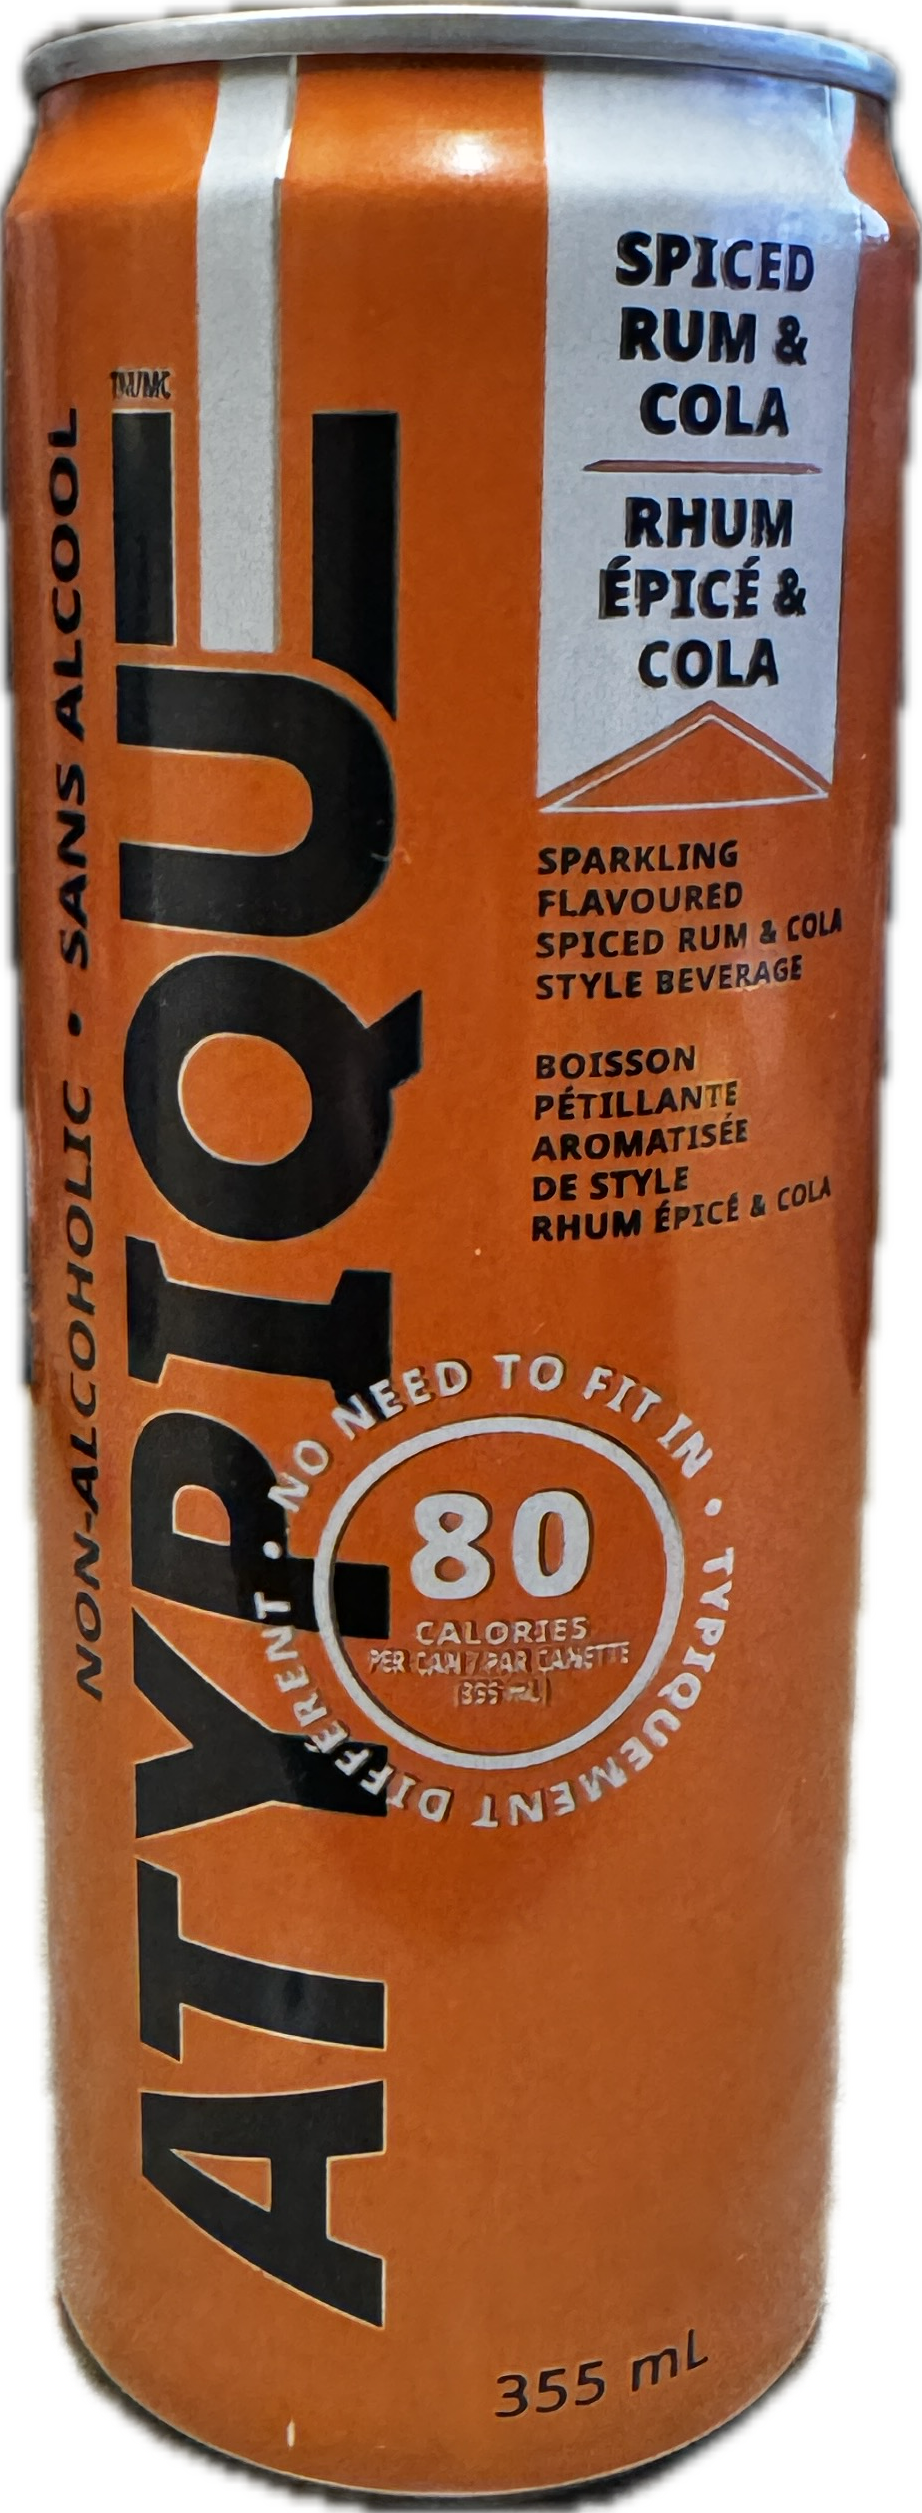 NON-ALCOHOLIC • SANS ALCOOL
ATYPIQUE
TM/MC
SPICED
RUM &
COLA
RHUM
ÉPICÉ &
COLA
SPARKLING
FLAVOURED
SPICED RUM & COLA
STYLE BEVERAGE
BOISSON
PÉTILLANTE
AROMATISÉE
DE STYLE
RHUM ÉPICÉ & COLA
• NO NEED TO FIT IN • TYPIQUEMENT DIFFÉRENT
80
CALORIES
PER CAN / PAR CANETTE
(355 mL)
355 mL